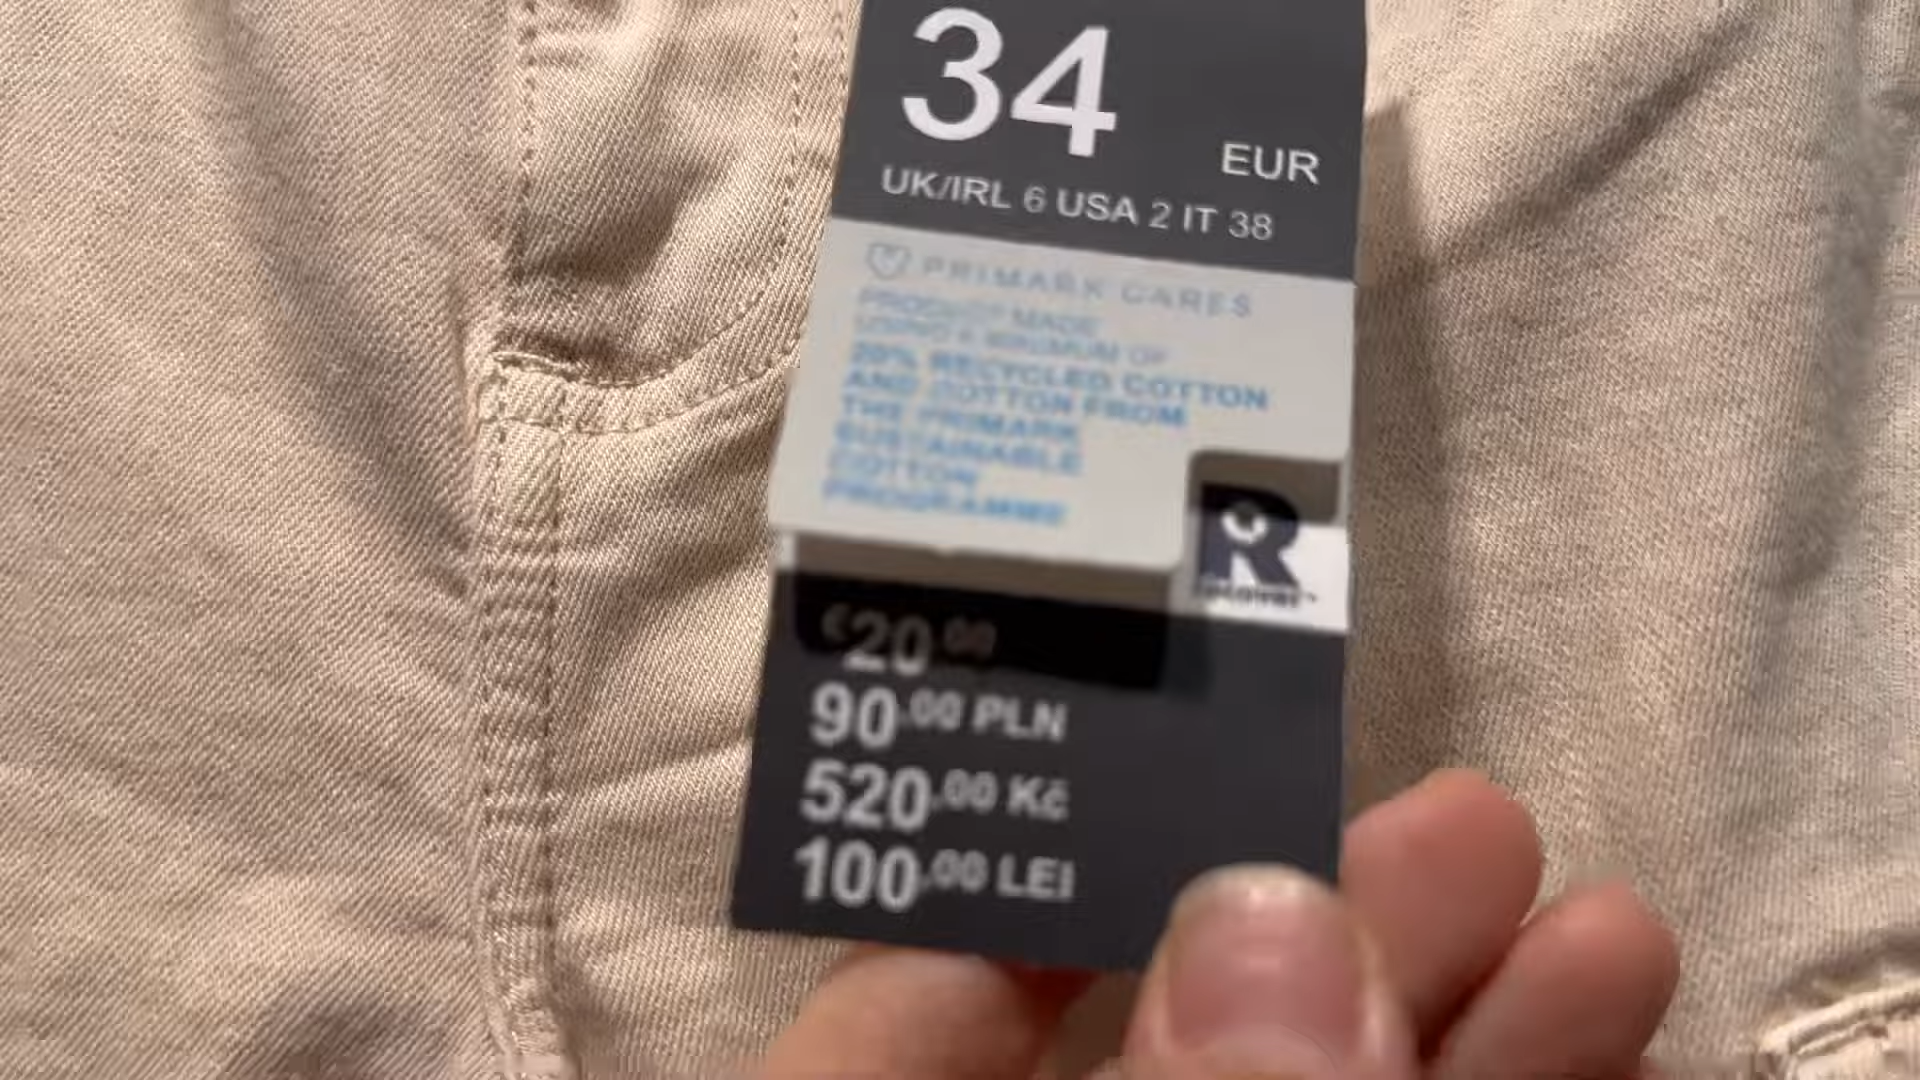 34
EUR
UK/IRL 6 USA 2 IT 38
PRIMARK CARES
PRODUCT MADE
USING A MINIMUM OF
20% RECYCLED COTTON
AND COTTON FROM
THE PRIMARK
SUSTAINABLE
COTTON
PROGRAMME
R
€20.00
90.00 PLN
520.00 Kč
100.00 LEI